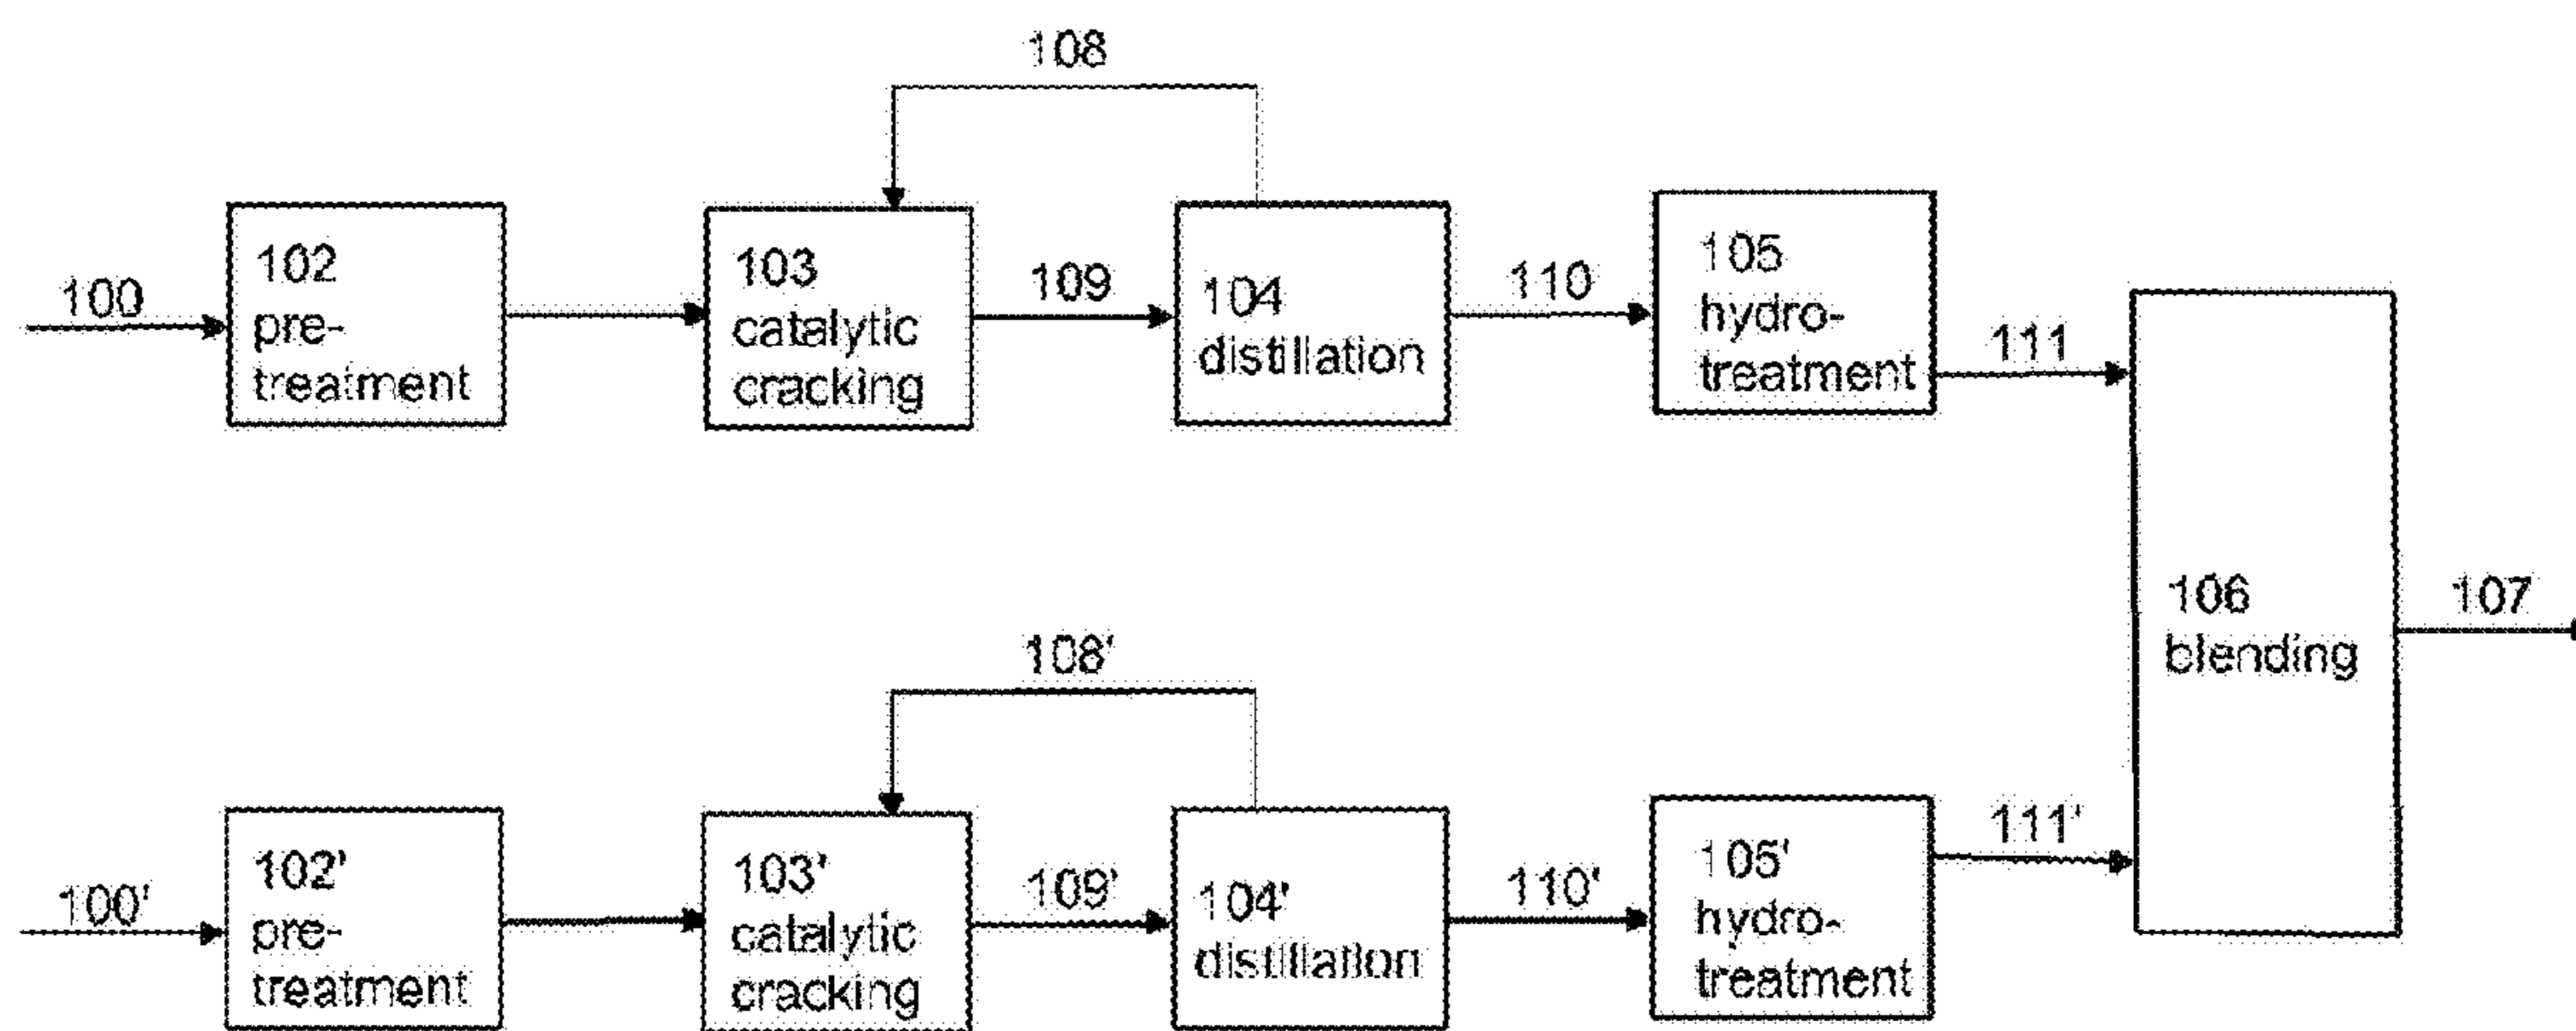 108
100
102
pre-
treatment
103
catalytic
cracking
109
104
distillation
110
105
hydro-
treatment
111
106
blending
107
108'
100'
102'
pre-
treatment
103'
catalytic
cracking
109'
104'
distillation
110'
105'
hydro-
treatment
111'